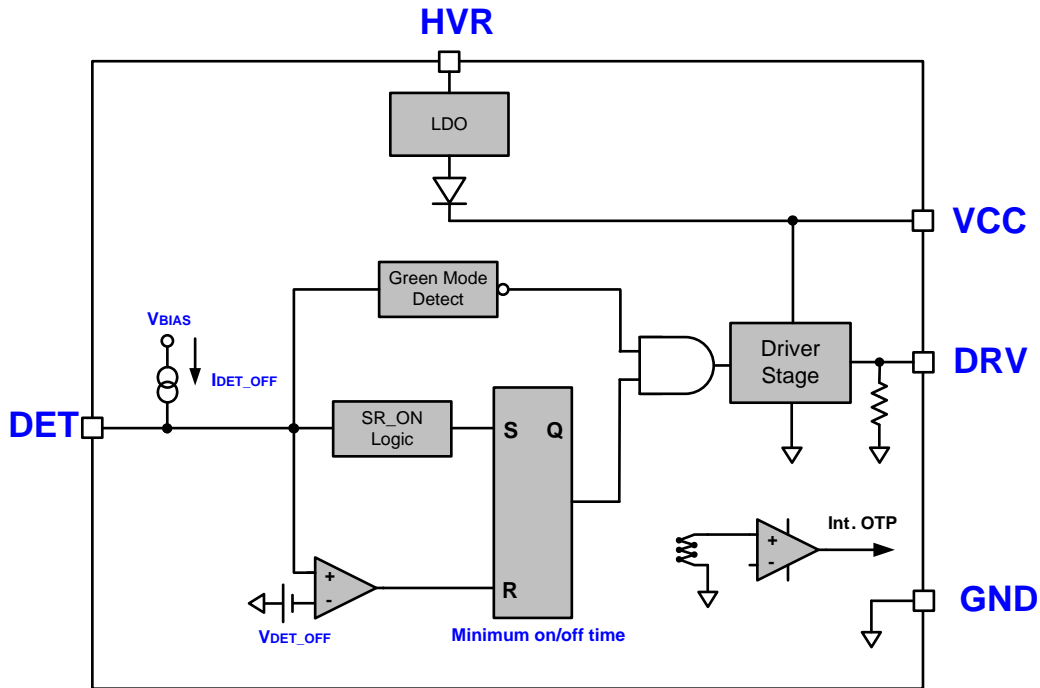 HVR
LDO
VCC
Green Mode
Detect
VBIAS
IDET_OFF
Driver
Stage
DRV
DET
SR_ON
Logic
S Q
Int. OTP
+
-
+
-
R
GND
VDET_OFF
Minimum on/off time